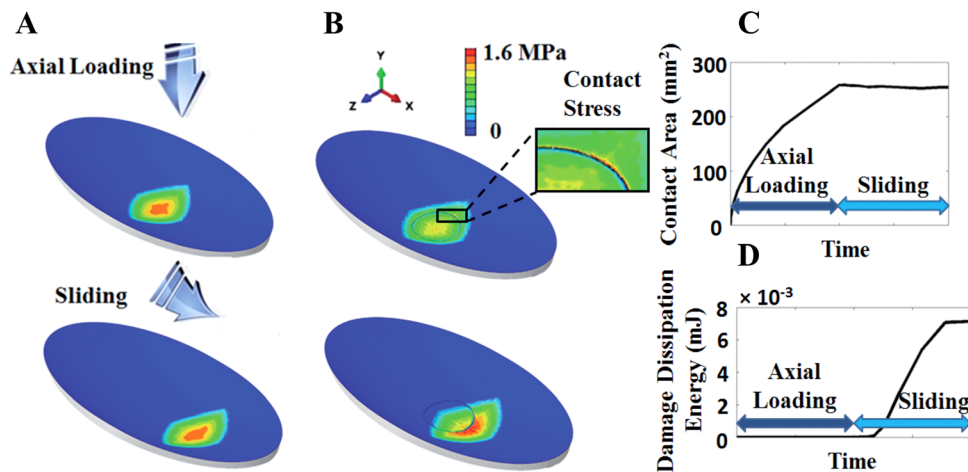 A
B
C
D
Axial Loading
Sliding
Y
Z
X
1.6 MPa
0
Contact
Stress
Contact Area (mm²)
300
200
100
0
Axial
Loading
Sliding
Time
Damage Dissipation
Energy (mJ)
× 10⁻³
8
6
4
2
0
Axial
Loading
Sliding
Time